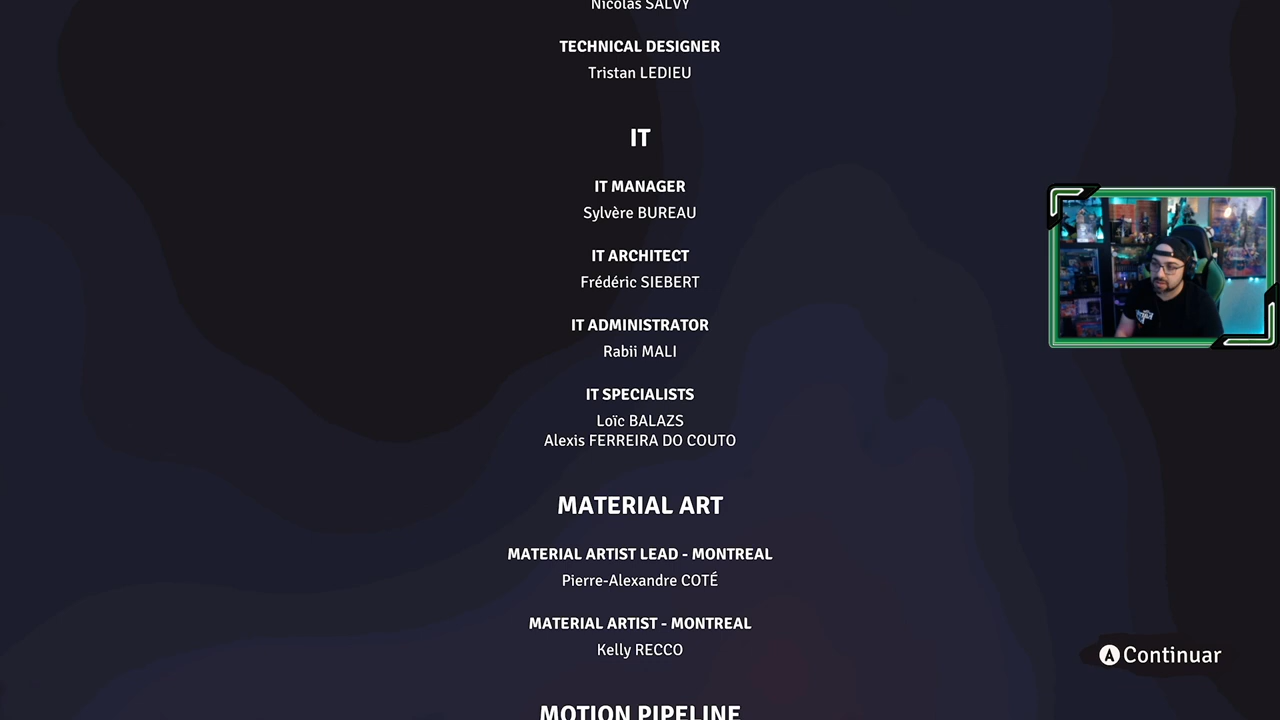 Nicolas SALVY
TECHNICAL DESIGNER
Tristan LEDIEU
IT
IT MANAGER
Sylvère BUREAU
IT ARCHITECT
Frédéric SIEBERT
IT ADMINISTRATOR
Rabii MALI
IT SPECIALISTS
Loïc BALAZS
Alexis FERREIRA DO COUTO
MATERIAL ART
MATERIAL ARTIST LEAD - MONTREAL
Pierre-Alexandre COTÉ
MATERIAL ARTIST - MONTREAL
Kelly RECCO
A Continuar
MOTION PIPELINE